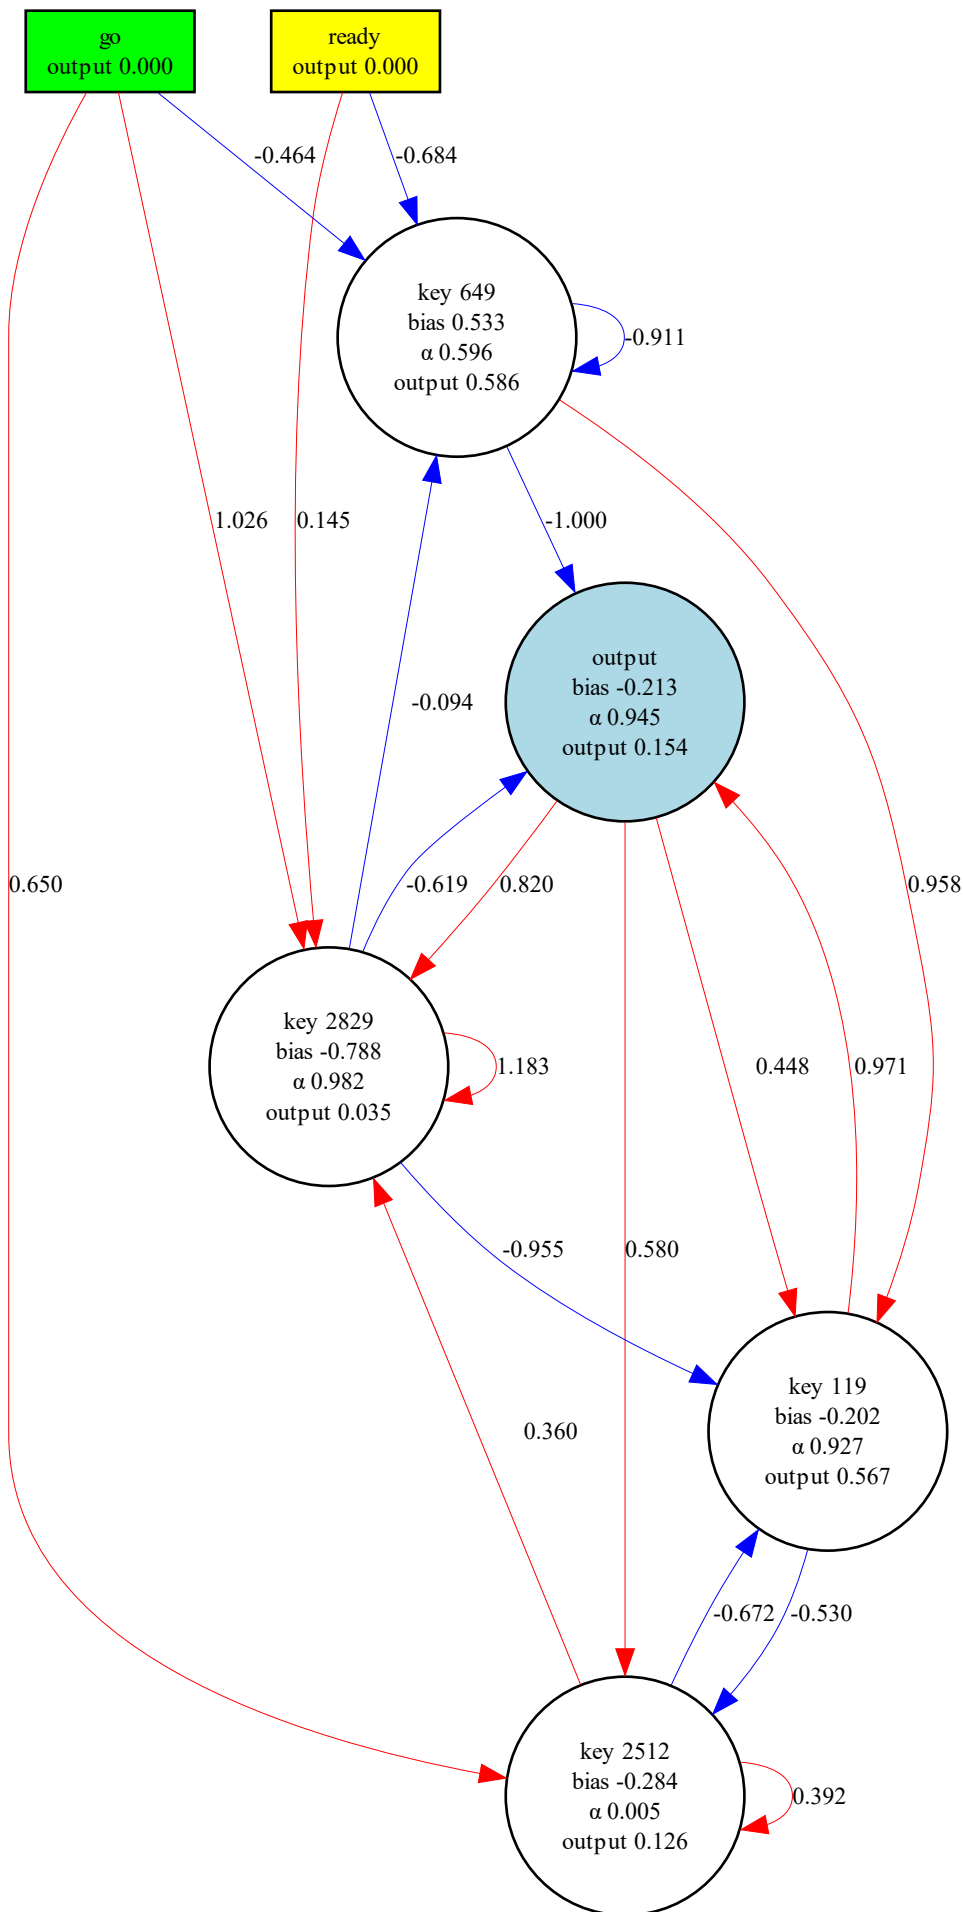 go
output 0.000
ready
output 0.000
-0.464
-0.684
key 649
bias 0.533
α 0.596
output 0.586
-0.911
1.026
0.145
-1.000
output
bias -0.213
α 0.945
output 0.154
-0.094
0.650
-0.619
0.820
0.958
key 2829
bias -0.788
α 0.982
output 0.035
1.183
0.448
0.971
-0.955
0.580
key 119
bias -0.202
α 0.927
output 0.567
0.360
-0.672
-0.530
key 2512
bias -0.284
α 0.005
output 0.126
0.392